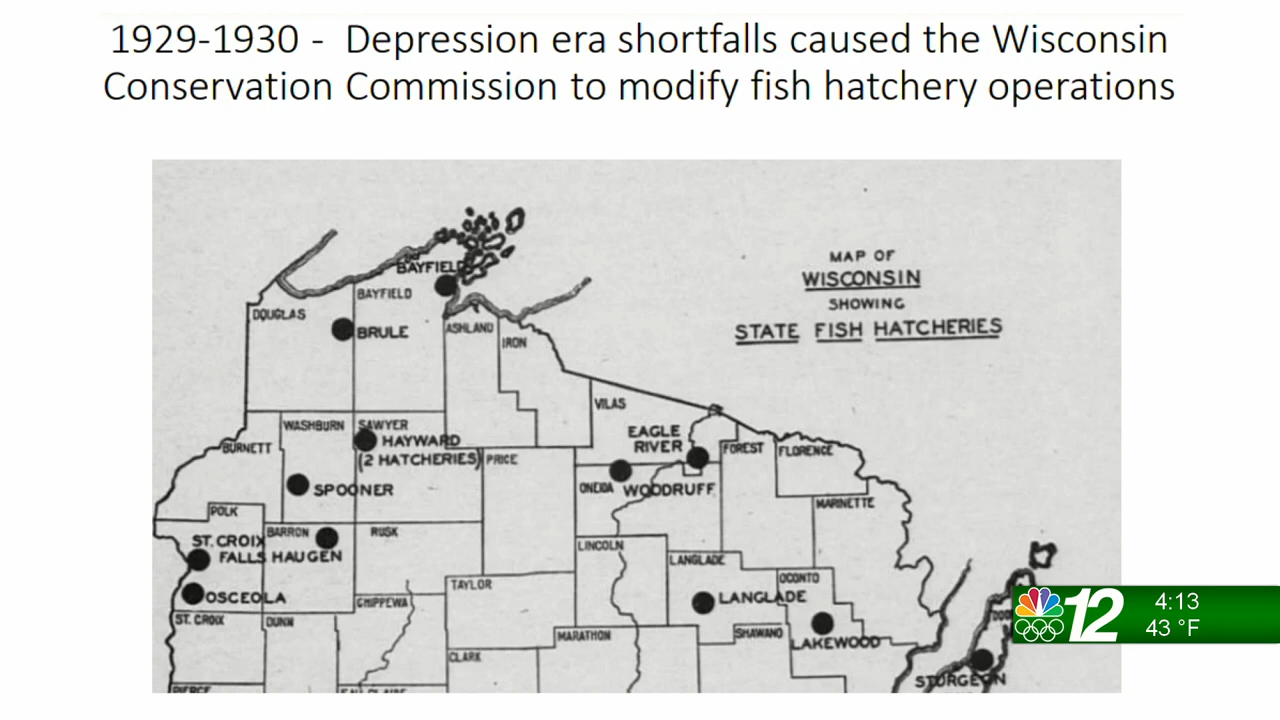 1929-1930 - Depression era shortfalls caused the Wisconsin
Conservation Commission to modify fish hatchery operations
MAP OF
WISCONSIN
SHOWING
STATE FISH HATCHERIES
BAYFIELD
BAYFIELD
DOUGLAS
BRULE
ASHLAND
IRON
VILAS
WASHBURN
SAWYER
HAYWARD
(2 HATCHERIES)
BURNETT
PRICE
EAGLE
RIVER
FOREST
FLORENCE
SPOONER
ONEIDA
WOODRUFF
MARINETTE
POLK
BARRON
RUSK
ST. CROIX
FALLS
HAUGEN
LINCOLN
LANGLADE
OCONTO
TAYLOR
OSCEOLA
CHIPPEWA
LANGLADE
ST. CROIX
DUNN
MARATHON
SHAWANO
LAKEWOOD
CLARK
STURGEON
PIERCE
12
4:13
43 °F